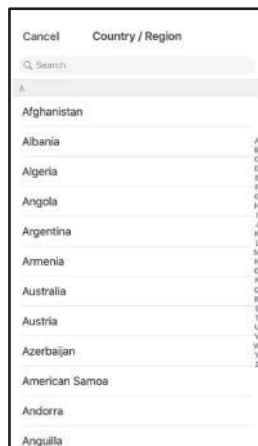 Cancel Country / Region
Search
A
Afghanistan
Albania
Algeria
Angola
Argentina
Armenia
Australia
Austria
Azerbaijan
American Samoa
Andorra
Anguilla